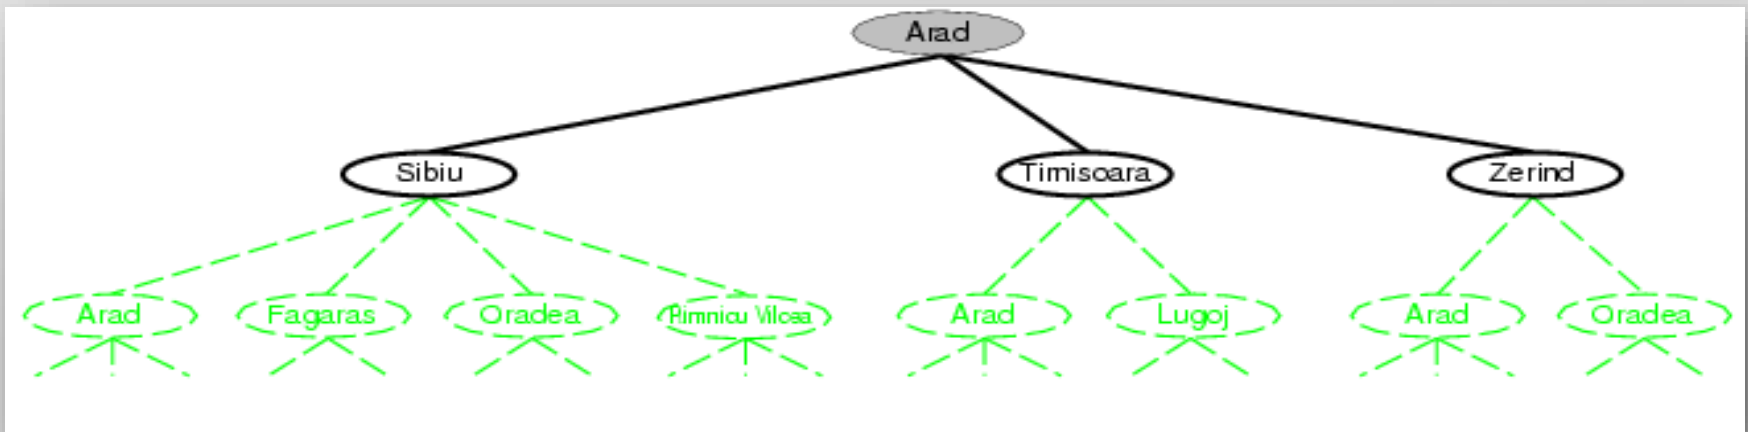 Arad
Sibiu Timisoara Zerind
Arad Fagaras Oradea Rimnicu Vilcea Arad Lugoj Arad Oradea